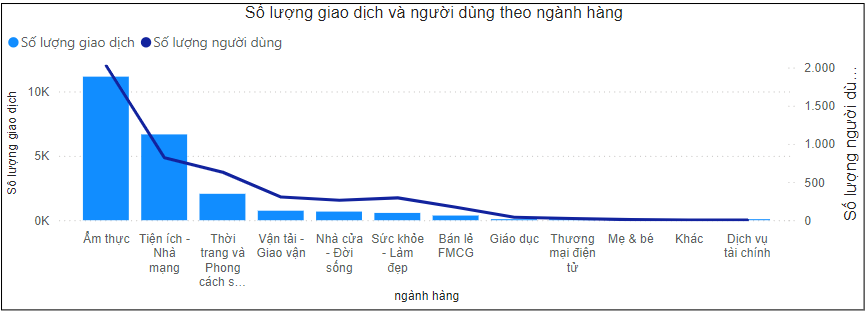 Số lượng giao dịch và người dùng theo ngành hàng
Số lượng giao dịch Số lượng người dùng
10K
5K
0K
Số lượng giao dịch
2.000
1.500
1.000
500
0
Số lượng người dù...
Ẩm thực
Tiện ích -
Nhà
mạng
Thời
trang và
Phong
cách s...
Vận tải -
Giao vận
Nhà cửa
- Đời
sống
Sức khỏe
- Làm
đẹp
Bán lẻ
FMCG
Giáo dục
Thương
mại điện
tử
Mẹ & bé
Khác
Dịch vụ
tài chính
ngành hàng